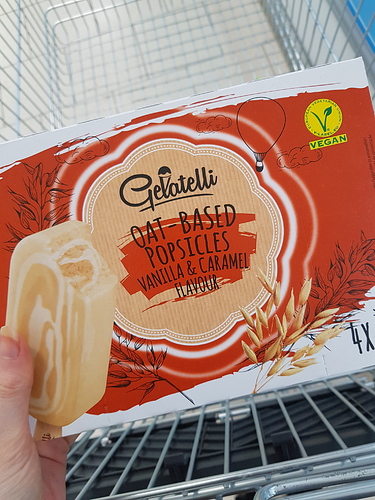 Gelatelli
OAT-BASED
POPSICLES
VANILLA & CARAMEL
FLAVOUR
VEGAN
4x